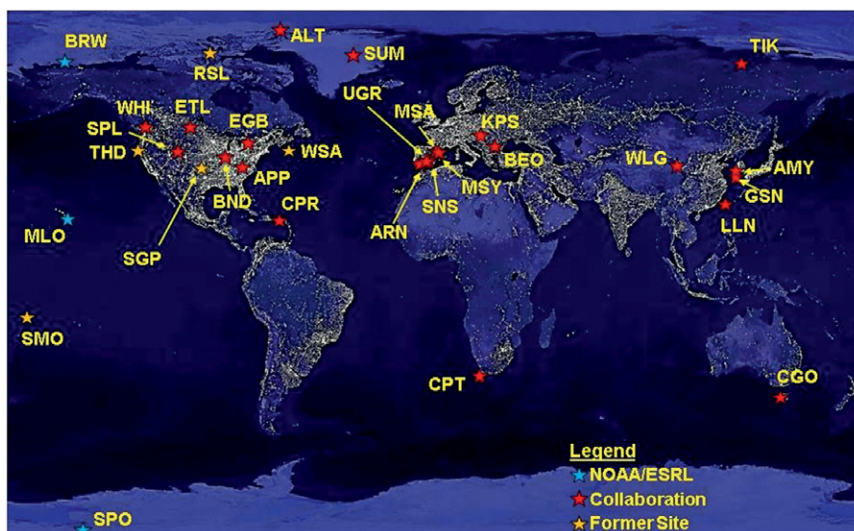 ALT
BRW
SUM
TIK
RSL
UGR
MSA
WHI
ETL
KPS
SPL
EGB
THD
WSA
BEO
WLG
AMY
APP
MSY
GSN
BND
SNS
CPR
ARN
LLN
MLO
SGP
SMO
CPT
CGO
Legend
NOAA/ESRL
Collaboration
SPO
Former Site